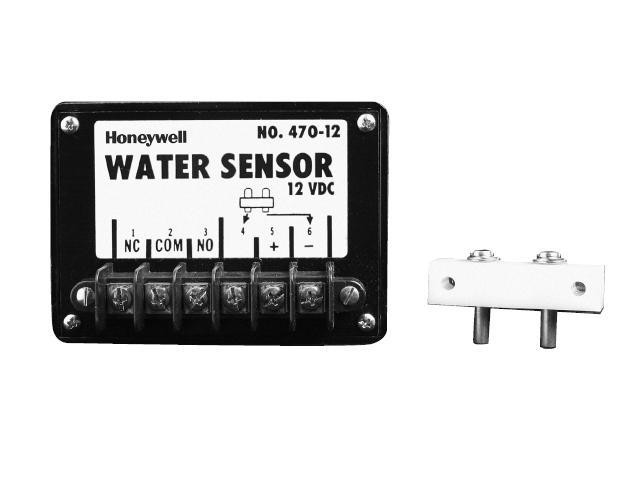 Honeywell NO. 470-12
WATER SENSOR
12 VDC
1 2 3 4 5 6
NC COM NO + −